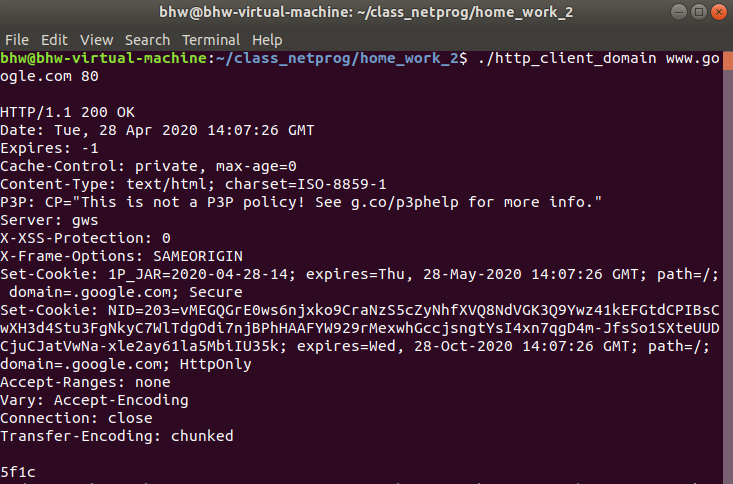 bhw@bhw-virtual-machine: ~/class_netprog/home_work_2
File Edit View Search Terminal Help
bhw@bhw-virtual-machine:~/class_netprog/home_work_2$ ./http_client_domain www.go
ogle.com 80
HTTP/1.1 200 OK
Date: Tue, 28 Apr 2020 14:07:26 GMT
Expires: -1
Cache-Control: private, max-age=0
Content-Type: text/html; charset=ISO-8859-1
P3P: CP="This is not a P3P policy! See g.co/p3phelp for more info."
Server: gws
X-XSS-Protection: 0
X-Frame-Options: SAMEORIGIN
Set-Cookie: 1P_JAR=2020-04-28-14; expires=Thu, 28-May-2020 14:07:26 GMT; path=/;
 domain=.google.com; Secure
Set-Cookie: NID=203=vMEGQGrE0ws6njxko9CraNzS5cZyNhfXVQ8NdVGK3Q9Ywz41kEFGtdCPIBsC
wXH3d4Stu3FgNkyC7WlTdgOdi7njBPhHAAFYW929rMexwhGccjsngtYsI4xn7qgD4m-JfsSo1SXteUUD
CjuCJatVwNa-xle2ay61la5MbiIU35k; expires=Wed, 28-Oct-2020 14:07:26 GMT; path=/;
domain=.google.com; HttpOnly
Accept-Ranges: none
Vary: Accept-Encoding
Connection: close
Transfer-Encoding: chunked
5f1c